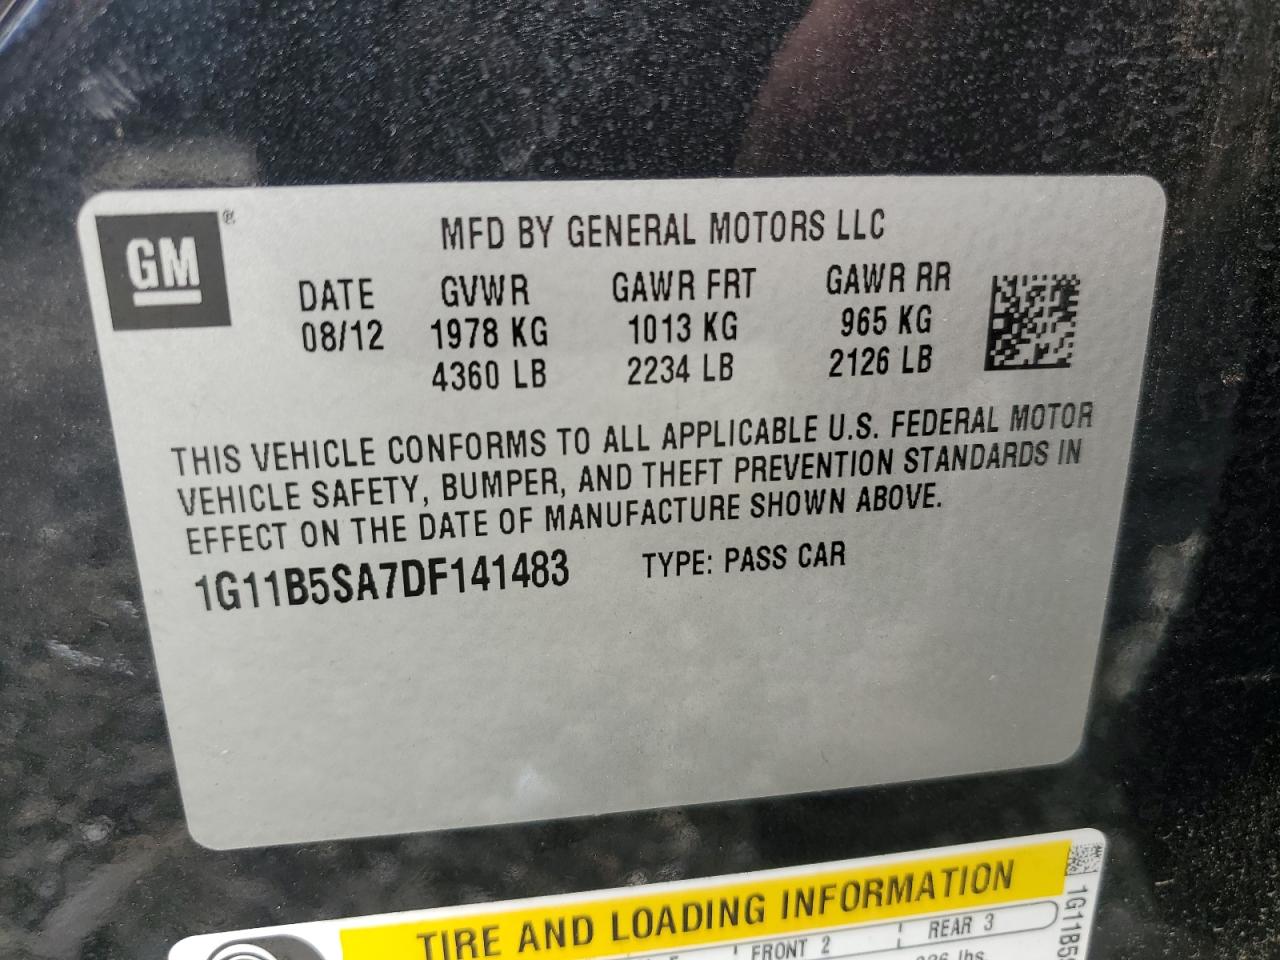 GM ®
MFD BY GENERAL MOTORS LLC
DATE GVWR GAWR FRT GAWR RR
08/12 1978 KG 1013 KG 965 KG
4360 LB 2234 LB 2126 LB
THIS VEHICLE CONFORMS TO ALL APPLICABLE U.S. FEDERAL MOTOR
VEHICLE SAFETY, BUMPER, AND THEFT PREVENTION STANDARDS IN
EFFECT ON THE DATE OF MANUFACTURE SHOWN ABOVE.
1G11B5SA7DF141483 TYPE: PASS CAR
TIRE AND LOADING INFORMATION
FRONT 2 REAR 3
lbs
1G11B5